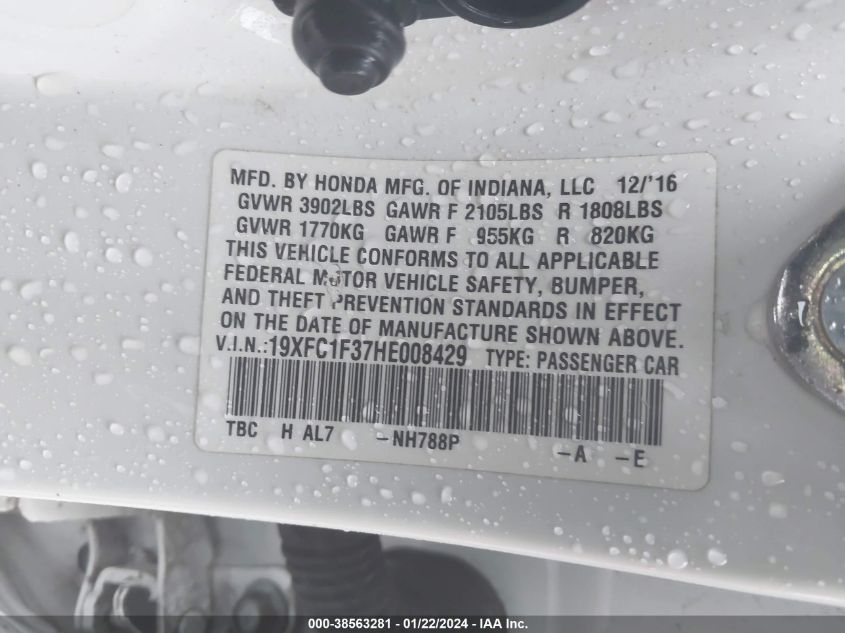 MFD. BY HONDA MFG. OF INDIANA, LLC 12/'16
GVWR 3902LBS GAWR F 2105LBS R 1808LBS
GVWR 1770KG GAWR F 955KG R 820KG
THIS VEHICLE CONFORMS TO ALL APPLICABLE
FEDERAL MOTOR VEHICLE SAFETY, BUMPER,
AND THEFT PREVENTION STANDARDS IN EFFECT
ON THE DATE OF MANUFACTURE SHOWN ABOVE.
V.I.N.:19XFC1F37HE008429 TYPE: PASSENGER CAR
TBC H AL7 -NH788P -A -E
000-38563281 - 01/22/2024 - IAA Inc.